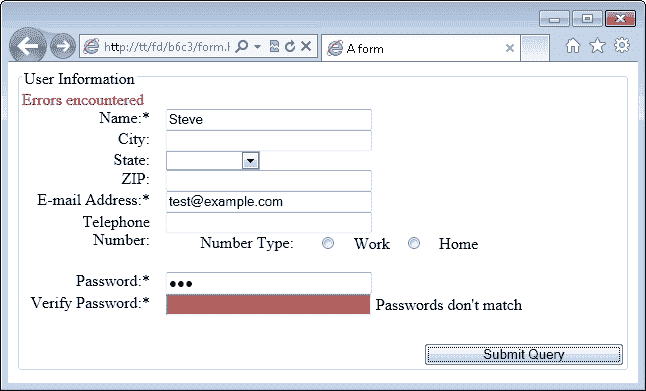 http://tt/fd/b6c3/form.h
A form
User Information
Errors encountered
Name:*
Steve
City:
State:
ZIP:
E-mail Address:*
test@example.com
Telephone
Number:
Number Type:
Work
Home
Password:*
●●●
Verify Password:*
Passwords don't match
Submit Query